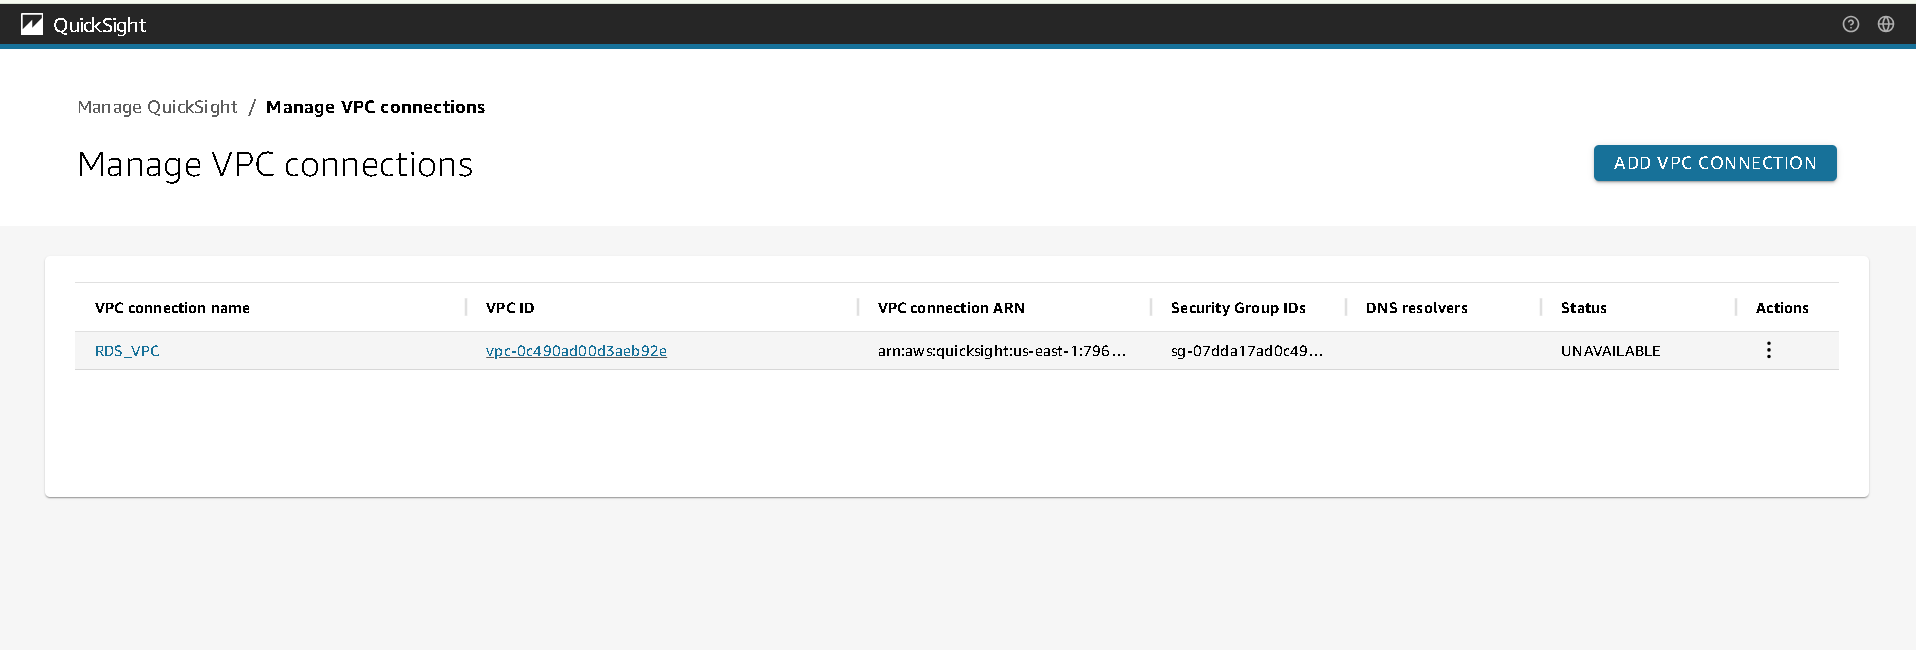 QuickSight
Manage QuickSight / Manage VPC connections
Manage VPC connections
ADD VPC CONNECTION
VPC connection name VPC ID VPC connection ARN Security Group IDs DNS resolvers Status Actions
RDS_VPC vpc-0c490ad00d3aeb92e arn:aws:quicksight:us-east-1:796... sg-07dda17ad0c49... UNAVAILABLE